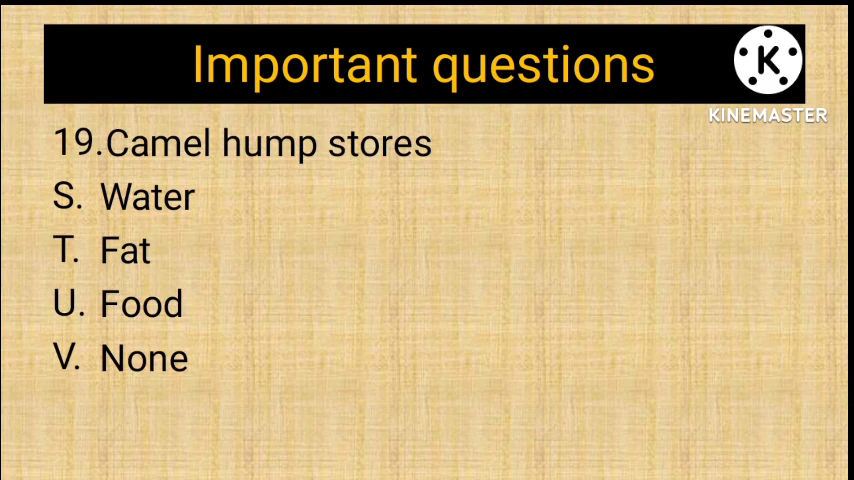 Important questions
K
KINEMASTER
19.Camel hump stores
S. Water
T. Fat
U. Food
V. None